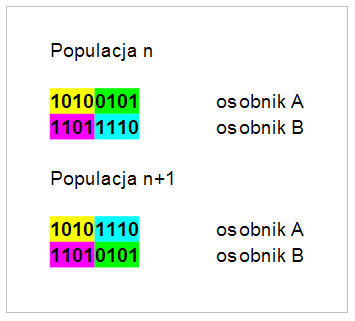 Populacja n
10100101 osobnik A
11011110 osobnik B
Populacja n+1
10101110 osobnik A
11010101 osobnik B